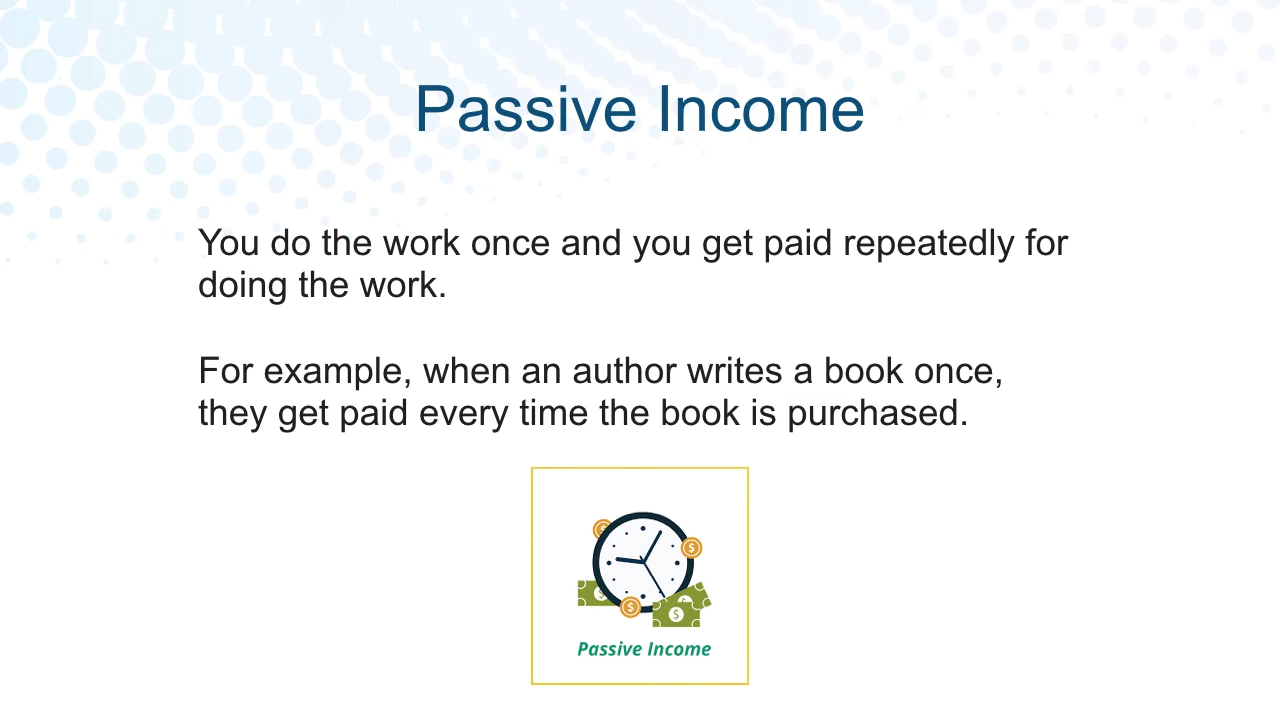 Passive Income
You do the work once and you get paid repeatedly for
doing the work.
For example, when an author writes a book once,
they get paid every time the book is purchased.
$
$
$
$
$
Passive Income